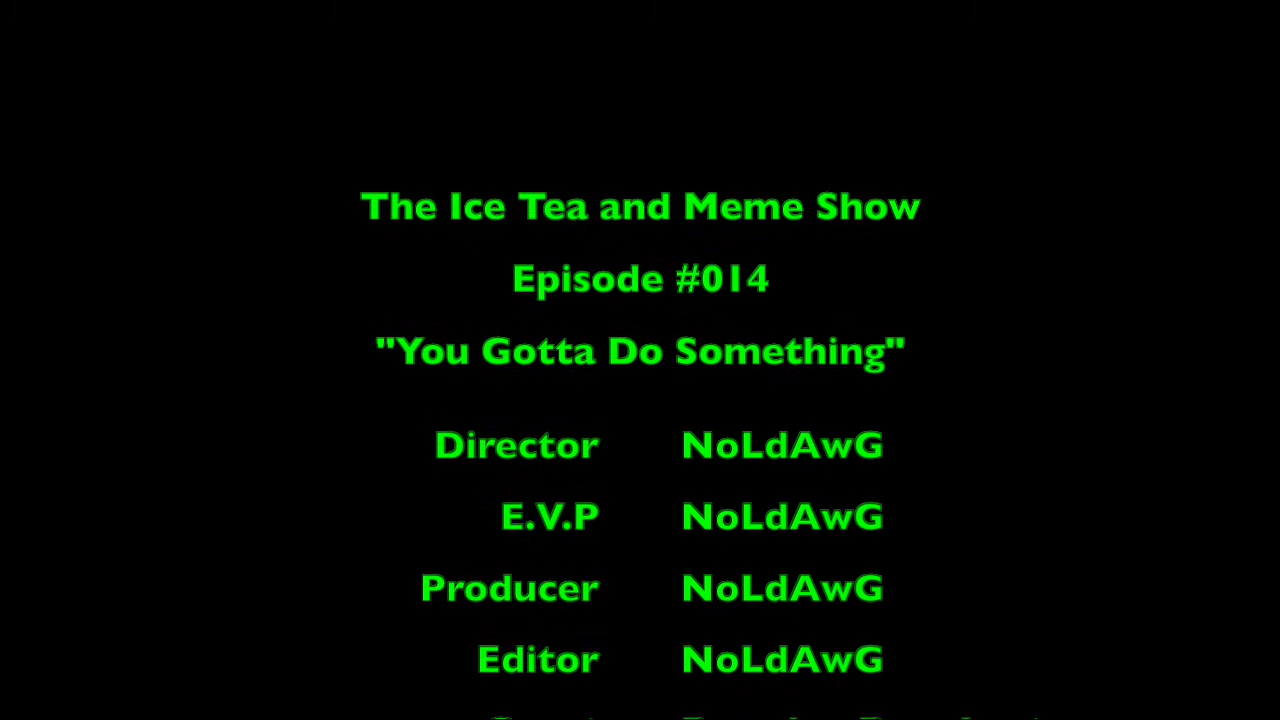 The Ice Tea and Meme Show
Episode #014
"You Gotta Do Something"
Director NoLdAwG
E.V.P NoLdAwG
Producer NoLdAwG
Editor NoLdAwG